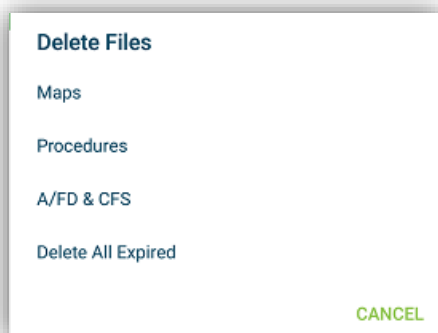 Delete Files
Maps
Procedures
A/FD & CFS
Delete All Expired
CANCEL